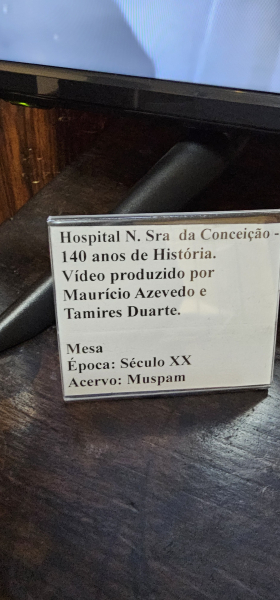 Hospital N. Sra da Conceição -
140 anos de História.
Vídeo produzido por
Maurício Azevedo e
Tamires Duarte.
Mesa
Época: Século XX
Acervo: Muspam